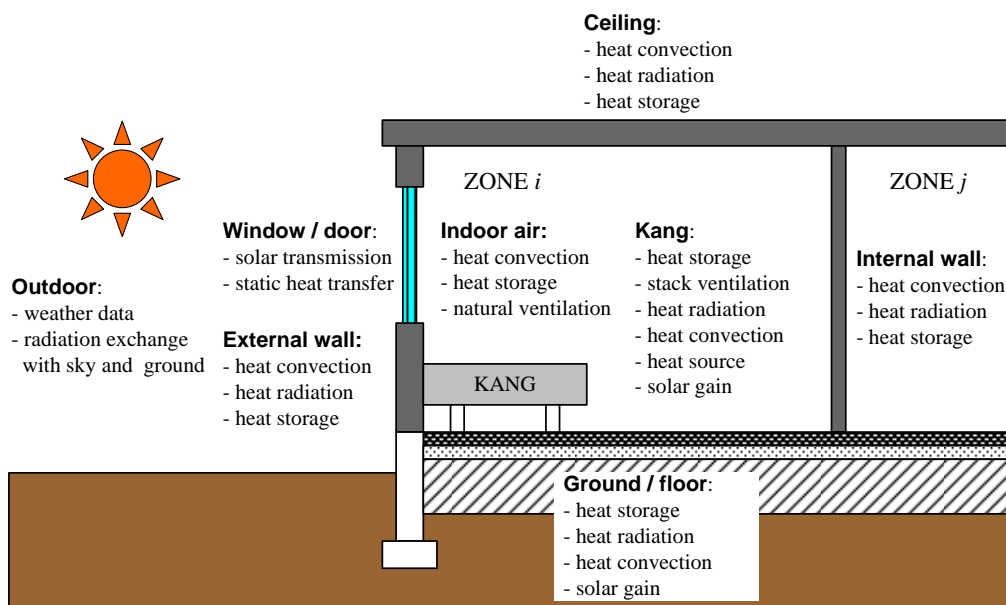 Ceiling:
- heat convection
- heat radiation
- heat storage
ZONE i
ZONE j
Outdoor:
- weather data
- radiation exchange
with sky and ground
Window / door:
- solar transmission
- static heat transfer
External wall:
- heat convection
- heat radiation
- heat storage
Indoor air:
- heat convection
- heat storage
- natural ventilation
Kang:
- heat storage
- stack ventilation
- heat radiation
- heat convection
- heat source
- solar gain
Internal wall:
- heat convection
- heat radiation
- heat storage
KANG
Ground / floor:
- heat storage
- heat radiation
- heat convection
- solar gain